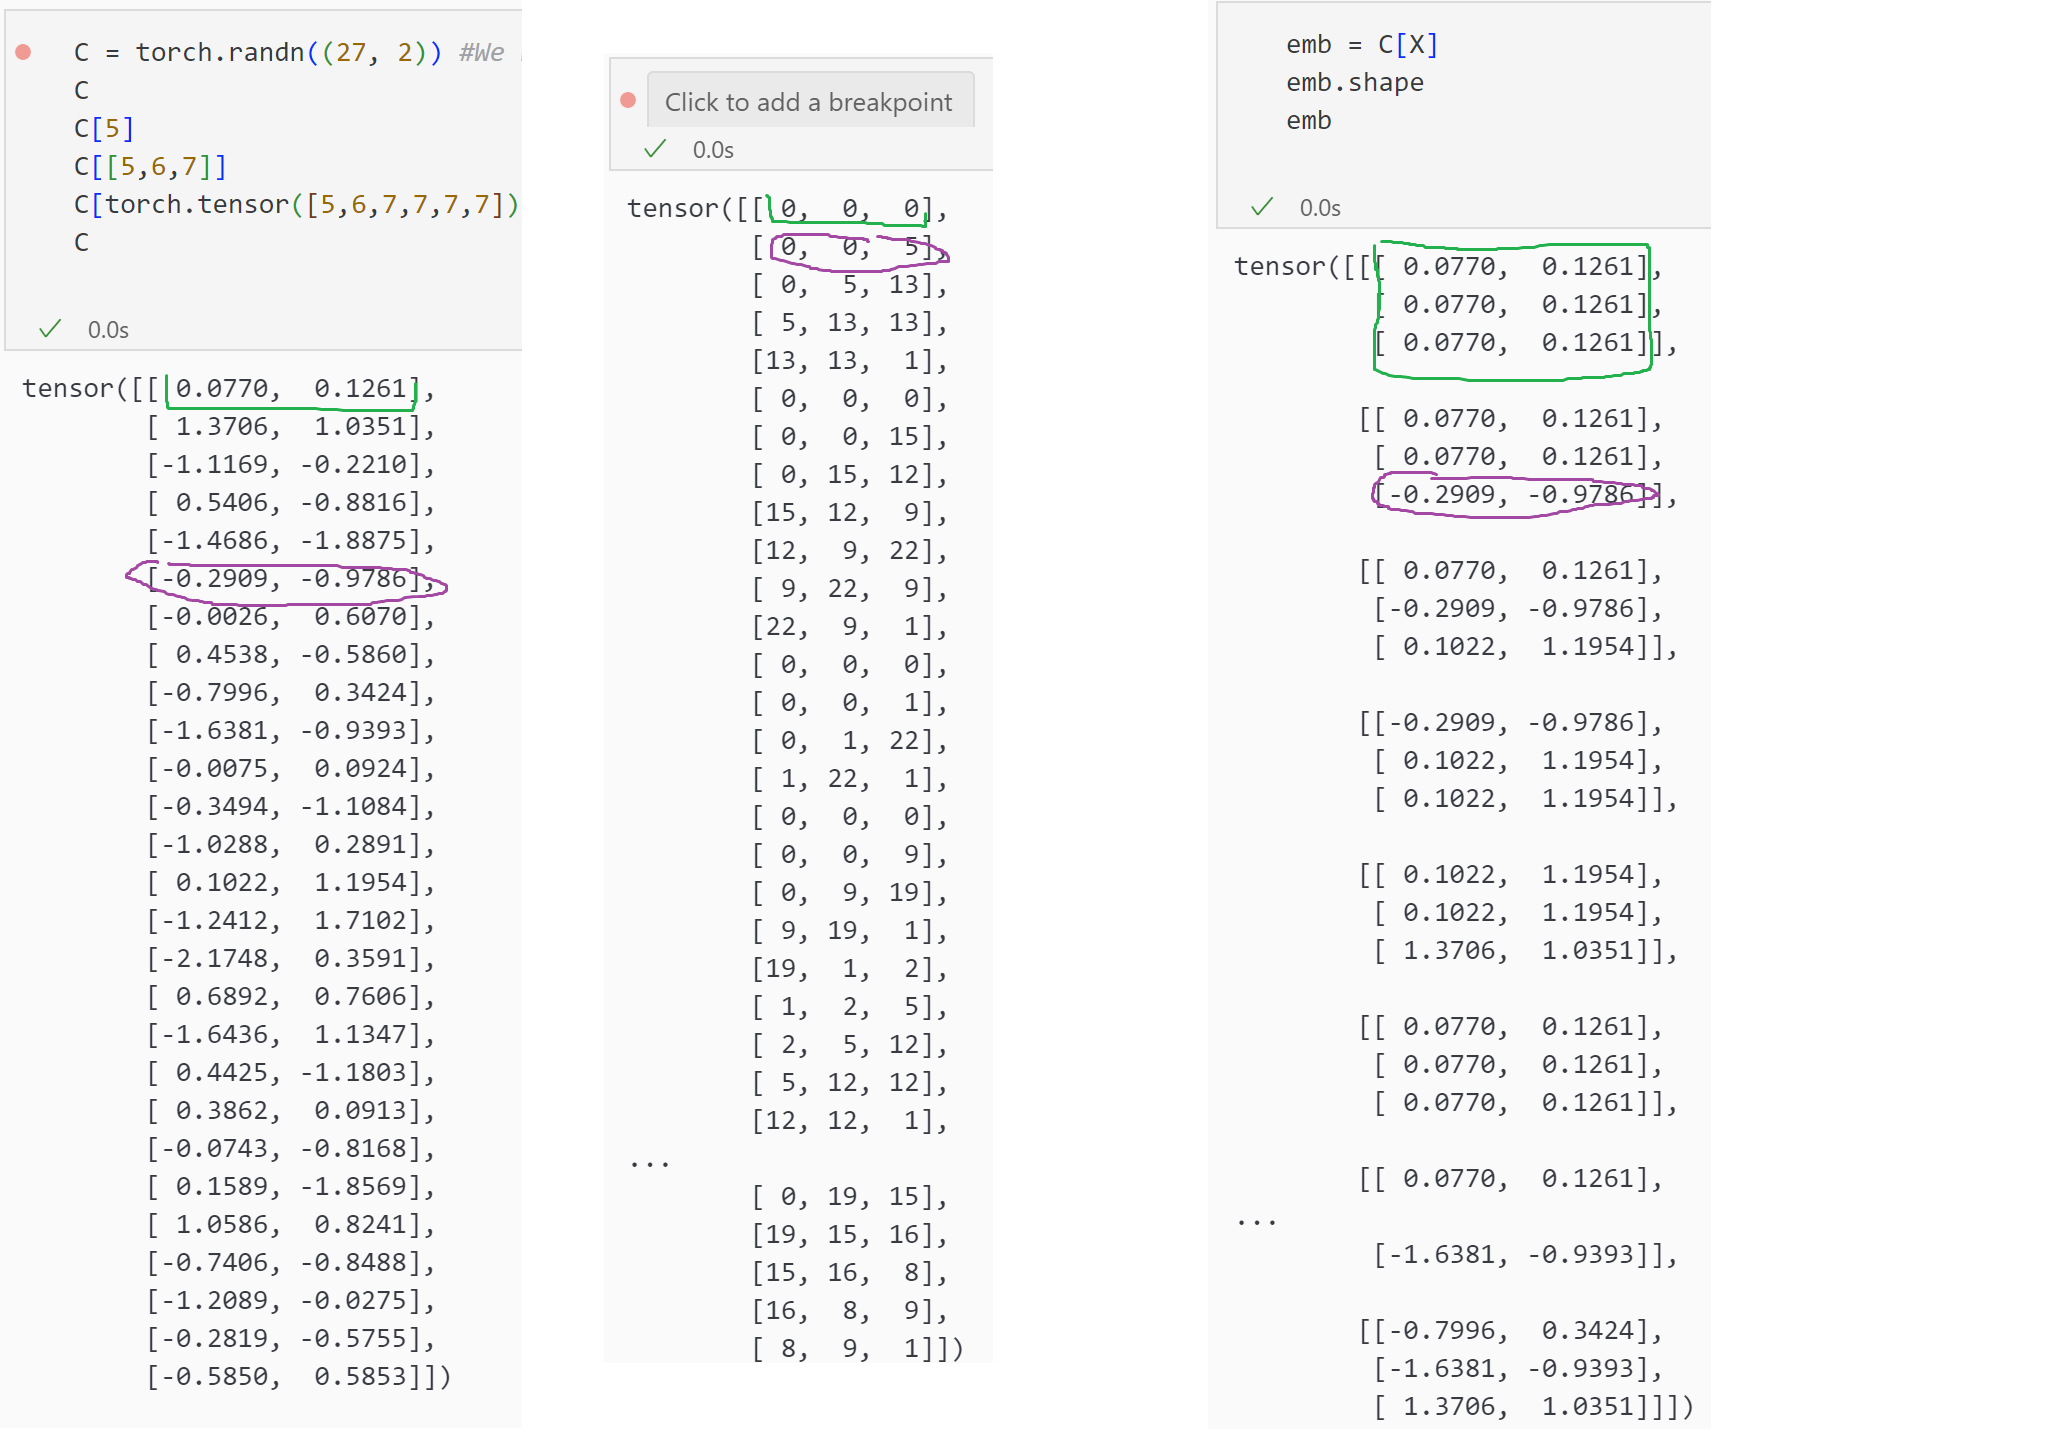 C = torch.randn((27, 2)) #We
C
C[5]
C[[5,6,7]]
C[torch.tensor([5,6,7,7,7,7])
C
0.0s
tensor([[ 0.0770, 0.1261],
[ 1.3706, 1.0351],
[-1.1169, -0.2210],
[ 0.5406, -0.8816],
[-1.4686, -1.8875],
[-0.2909, -0.9786],
[-0.0026, 0.6070],
[ 0.4538, -0.5860],
[-0.7996, 0.3424],
[-1.6381, -0.9393],
[-0.0075, 0.0924],
[-0.3494, -1.1084],
[-1.0288, 0.2891],
[ 0.1022, 1.1954],
[-1.2412, 1.7102],
[-2.1748, 0.3591],
[ 0.6892, 0.7606],
[-1.6436, 1.1347],
[ 0.4425, -1.1803],
[ 0.3862, 0.0913],
[-0.0743, -0.8168],
[ 0.1589, -1.8569],
[ 1.0586, 0.8241],
[-0.7406, -0.8488],
[-1.2089, -0.0275],
[-0.2819, -0.5755],
[-0.5850, 0.5853]])
Click to add a breakpoint
0.0s
tensor([[ 0, 0, 0],
[ 0, 0, 5],
[ 0, 5, 13],
[ 5, 13, 13],
[13, 13, 1],
[ 0, 0, 0],
[ 0, 0, 15],
[ 0, 15, 12],
[15, 12, 9],
[12, 9, 22],
[ 9, 22, 9],
[22, 9, 1],
[ 0, 0, 0],
[ 0, 0, 1],
[ 0, 1, 22],
[ 1, 22, 1],
[ 0, 0, 0],
[ 0, 0, 9],
[ 0, 9, 19],
[ 9, 19, 1],
[19, 1, 2],
[ 1, 2, 5],
[ 2, 5, 12],
[ 5, 12, 12],
[12, 12, 1],
...
[ 0, 19, 15],
[19, 15, 16],
[15, 16, 8],
[16, 8, 9],
[ 8, 9, 1]])
emb = C[X]
emb.shape
emb
0.0s
tensor([[[ 0.0770, 0.1261],
[ 0.0770, 0.1261],
[ 0.0770, 0.1261]],
[[ 0.0770, 0.1261],
[ 0.0770, 0.1261],
[-0.2909, -0.9786]],
[[ 0.0770, 0.1261],
[-0.2909, -0.9786],
[ 0.1022, 1.1954]],
[[-0.2909, -0.9786],
[ 0.1022, 1.1954],
[ 0.1022, 1.1954]],
[[ 0.1022, 1.1954],
[ 0.1022, 1.1954],
[ 1.3706, 1.0351]],
[[ 0.0770, 0.1261],
[ 0.0770, 0.1261],
[ 0.0770, 0.1261]],
[[ 0.0770, 0.1261],
...
[-1.6381, -0.9393]],
[[-0.7996, 0.3424],
[-1.6381, -0.9393],
[ 1.3706, 1.0351]]])